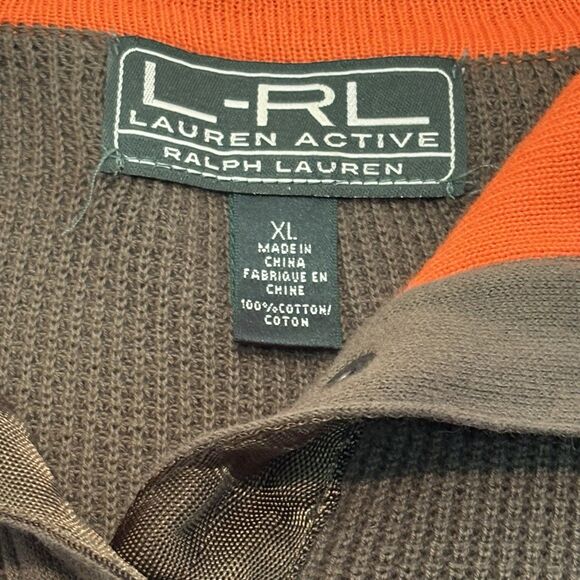 L-RL
LAUREN ACTIVE
RALPH LAUREN
XL
MADE IN
CHINA
FABRIQUE EN
CHINE
100%COTTON/
COTON